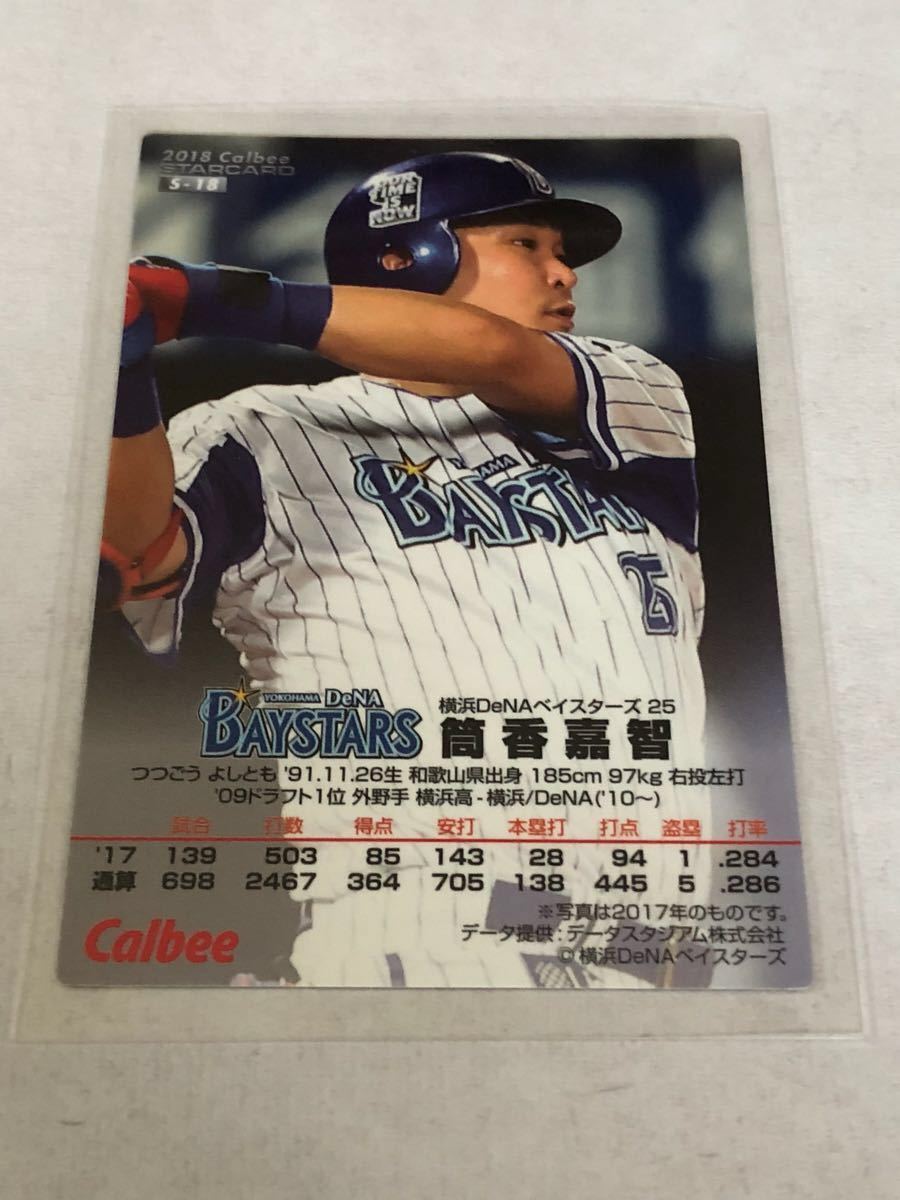 2018 Calbee
STARCARD
S-18
OUR
TIME
IS
NOW
YOKOHAMA
BAYSTARS
25
YOKOHAMA DeNA
BAYSTARS
横浜DeNAベイスターズ 25
筒香嘉智
つつごう よしとも '91.11.26生 和歌山県出身 185cm 97kg 右投左打
'09ドラフト1位 外野手 横浜高-横浜/DeNA('10～)
試合 打数 得点 安打 本塁打 打点 盗塁 打率
'17 139 503 85 143 28 94 1 .284
通算 698 2467 364 705 138 445 5 .286
※写真は2017年のものです。
Calbee
データ提供:データスタジアム株式会社
©横浜DeNAベイスターズ